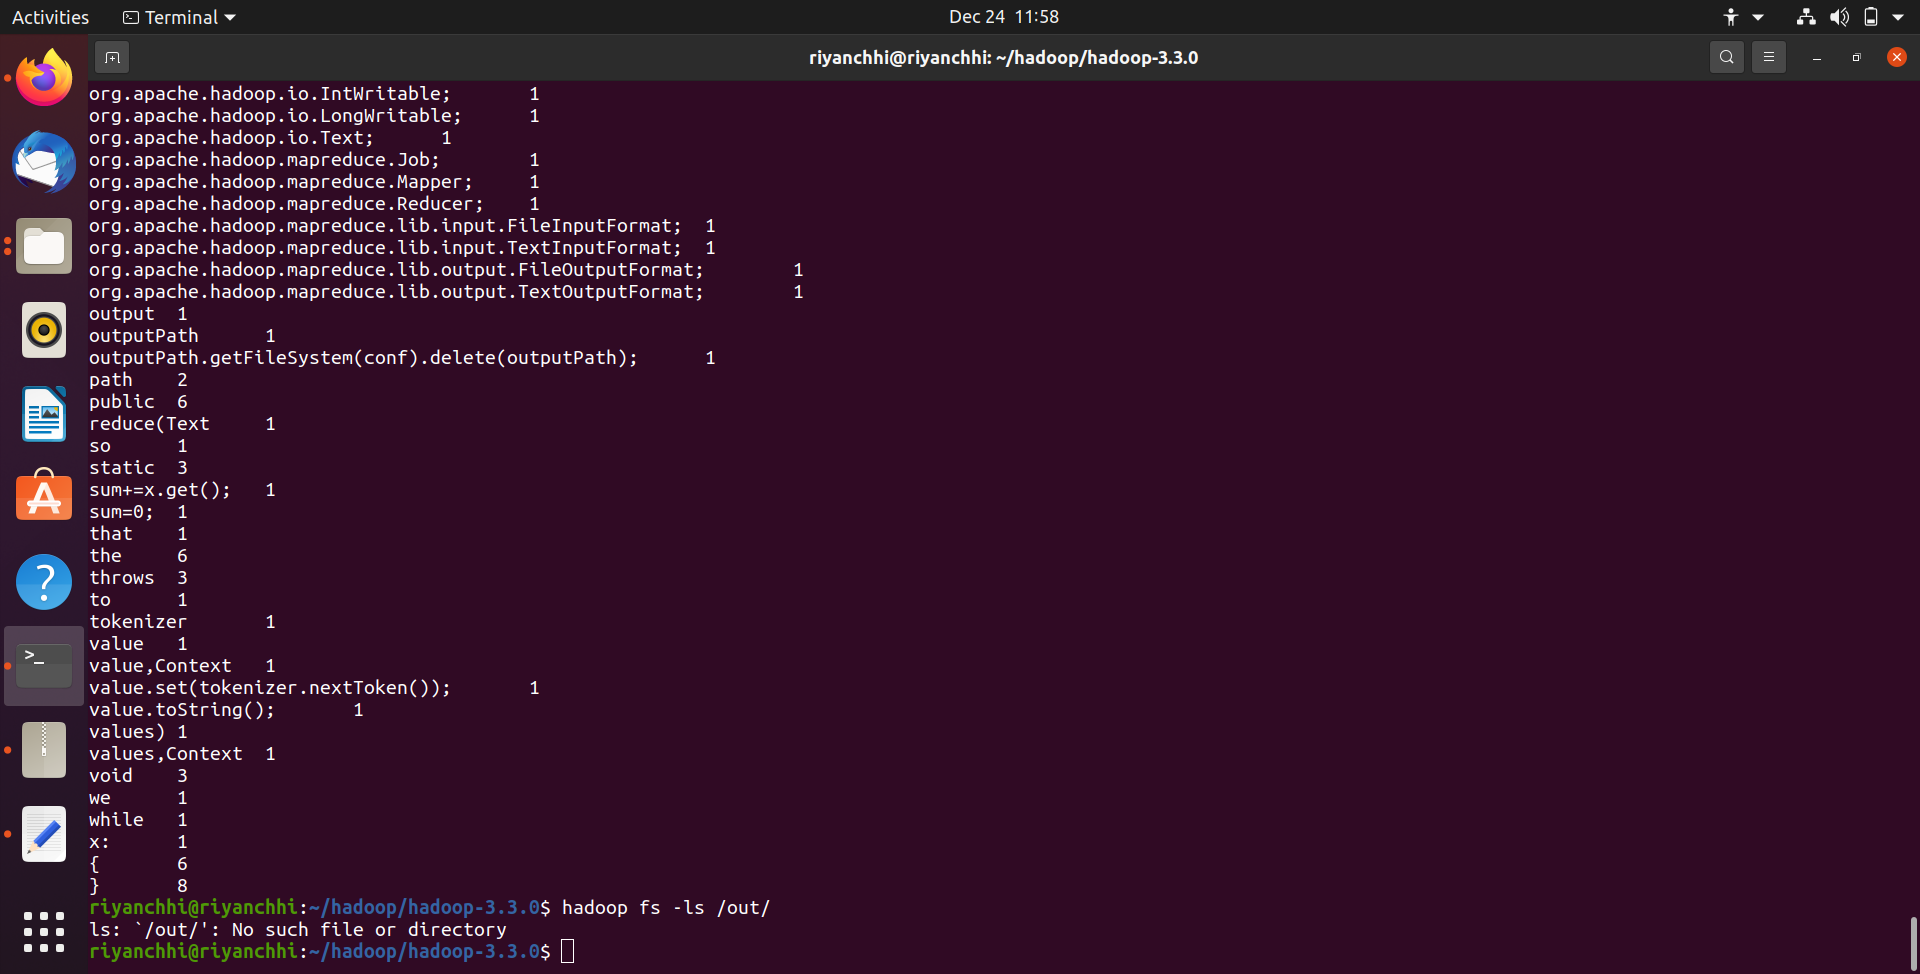 Activities Terminal Dec 24 11:58
riyanchhi@riyanchhi: ~/hadoop/hadoop-3.3.0
org.apache.hadoop.io.IntWritable; 1
org.apache.hadoop.io.LongWritable; 1
org.apache.hadoop.io.Text; 1
org.apache.hadoop.mapreduce.Job; 1
org.apache.hadoop.mapreduce.Mapper; 1
org.apache.hadoop.mapreduce.Reducer; 1
org.apache.hadoop.mapreduce.lib.input.FileInputFormat; 1
org.apache.hadoop.mapreduce.lib.input.TextInputFormat; 1
org.apache.hadoop.mapreduce.lib.output.FileOutputFormat; 1
org.apache.hadoop.mapreduce.lib.output.TextOutputFormat; 1
output 1
outputPath 1
outputPath.getFileSystem(conf).delete(outputPath); 1
path 2
public 6
reduce(Text 1
so 1
static 3
sum+=x.get(); 1
sum=0; 1
that 1
the 6
throws 3
to 1
tokenizer 1
value 1
value,Context 1
value.set(tokenizer.nextToken()); 1
value.toString(); 1
values) 1
values,Context 1
void 3
we 1
while 1
x: 1
{ 6
} 8
riyanchhi@riyanchhi:~/hadoop/hadoop-3.3.0$ hadoop fs -ls /out/
ls: `/out/': No such file or directory
riyanchhi@riyanchhi:~/hadoop/hadoop-3.3.0$